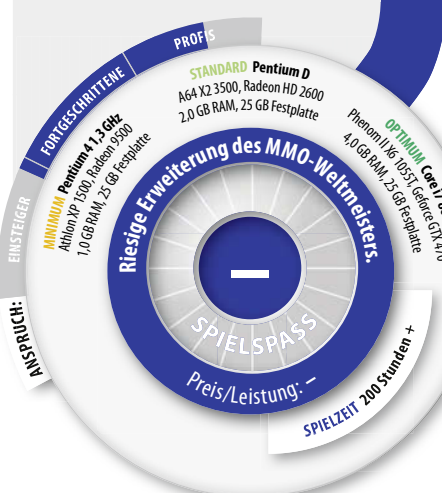 ANSPRUCH:
EINSTEIGER
FORTGESCHRITTENE
PROFIS
MINIMUM Pentium 4 1,3 GHz
Athlon XP 1500, Radeon 9500
1,0 GB RAM, 25 GB Festplatte
STANDARD Pentium D
A64 X2 3500, Radeon HD 2600
2.0 GB RAM, 25 GB Festplatte
OPTIMUM Core i7
Phenom II X6 1055T, Geforce GTX 470
4,0 GB RAM, 25 GB Festplatte
Riesige Erweiterung des MMO-Weltmeisters.
–
SPIELSPASS
Preis/Leistung: –
SPIELZEIT 200 Stunden +